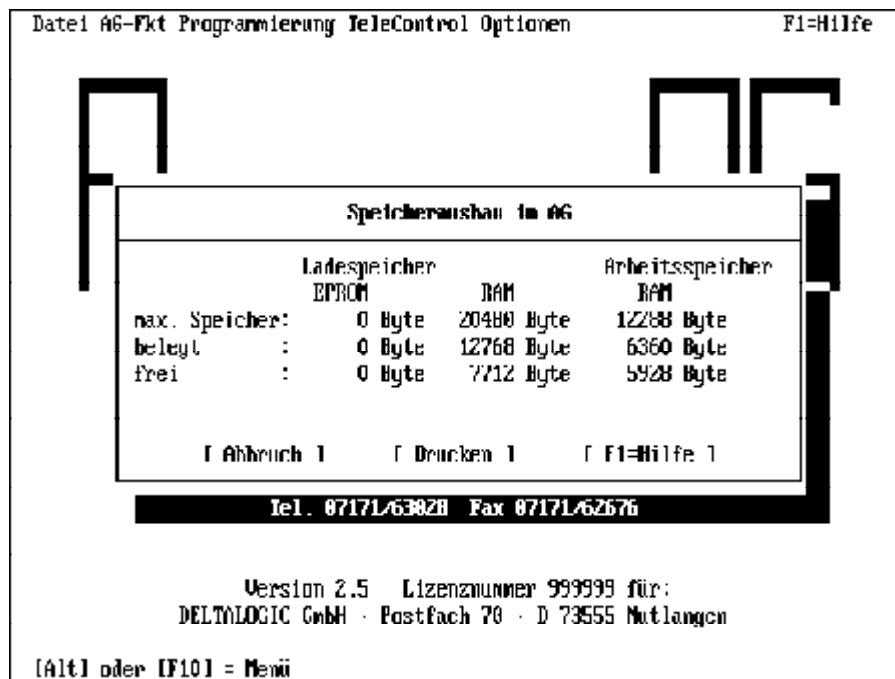 Datei AG-Fkt Programmierung TeleControl Optionen F1=Hilfe
Speicherausbau im AG
Ladespeicher Arbeitsspeicher
EPROM RAM RAM
max. Speicher: 0 Byte 20480 Byte 12288 Byte
belegt : 0 Byte 12768 Byte 6360 Byte
frei : 0 Byte 7712 Byte 5928 Byte
[ Abbruch ] [ Drucken ] [ F1=Hilfe ]
Tel. 07171/63028 Fax 07171/62676
Version 2.5 Lizenznummer 999999 für:
DELTALOGIC GmbH · Postfach 70 · D 73555 Mutlangen
[Alt] oder [F10] = Menü